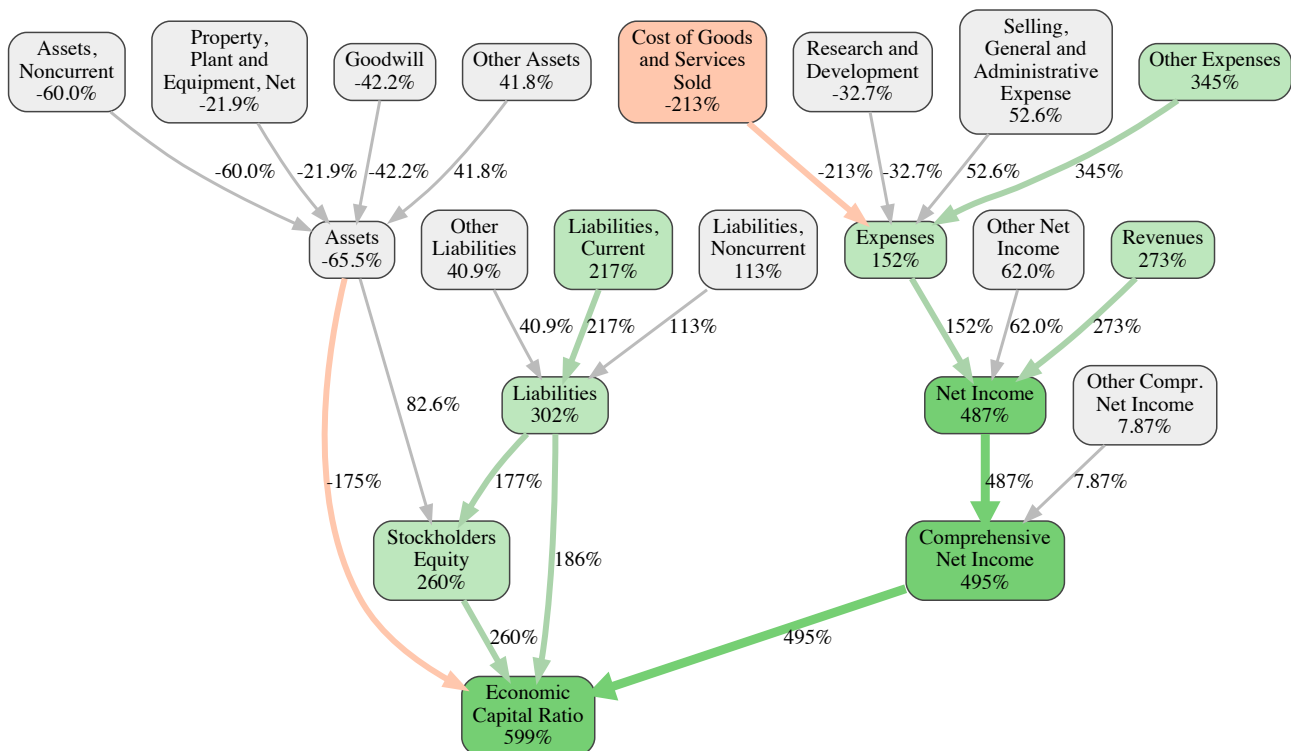 Assets,
Noncurrent
-60.0%
Property,
Plant and
Equipment, Net
-21.9%
Goodwill
-42.2%
Other Assets
41.8%
Cost of Goods
and Services
Sold
-213%
Research and
Development
-32.7%
Selling,
General and
Administrative
Expense
52.6%
Other Expenses
345%
-60.0%
-21.9%
-42.2%
41.8%
-213%
-32.7%
52.6%
345%
Assets
-65.5%
Other
Liabilities
40.9%
Liabilities,
Current
217%
Liabilities,
Noncurrent
113%
Expenses
152%
Other Net
Income
62.0%
Revenues
273%
40.9%
217%
113%
152%
62.0%
273%
82.6%
Liabilities
302%
Net Income
487%
Other Compr.
Net Income
7.87%
-175%
177%
487%
7.87%
Stockholders
Equity
260%
186%
Comprehensive
Net Income
495%
260%
495%
Economic
Capital Ratio
599%